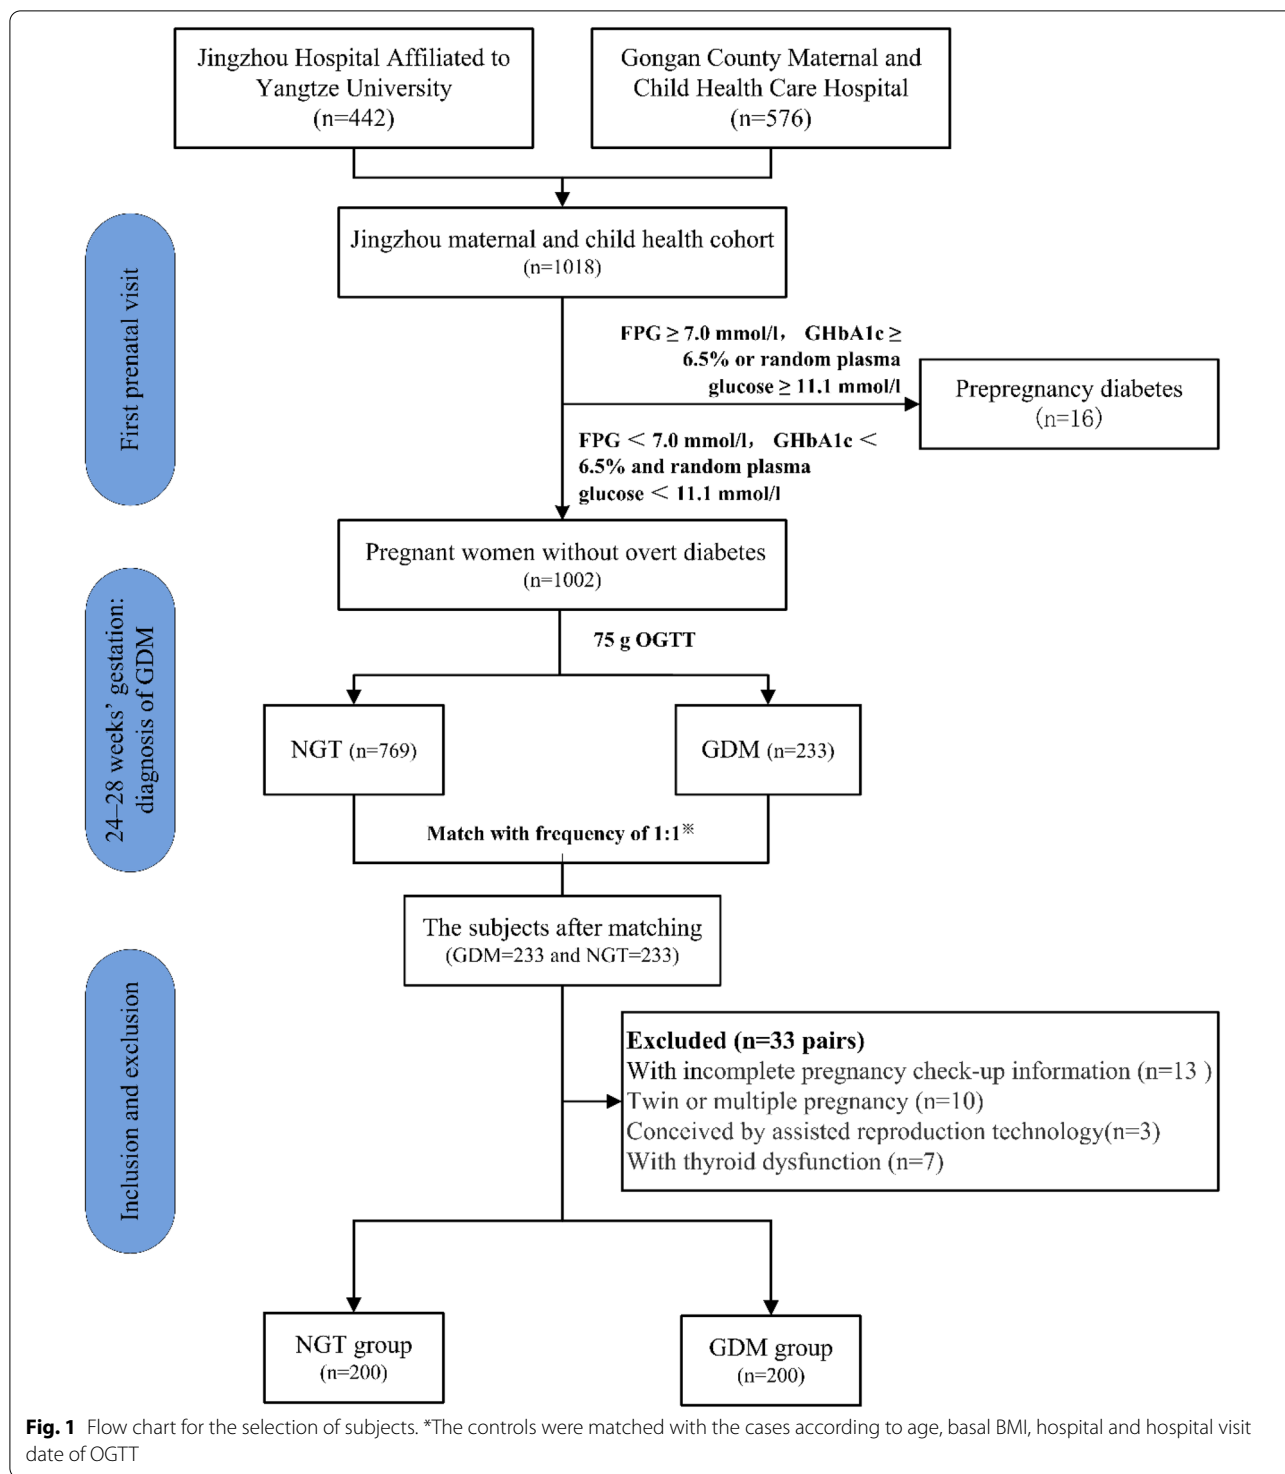 Jingzhou Hospital Affiliated to
Yangtze University
(n=442)
Gongan County Maternal and
Child Health Care Hospital
(n=576)
First prenatal visit
Jingzhou maternal and child health cohort
(n=1018)
FPG ≥ 7.0 mmol/l， GHbA1c ≥
6.5% or random plasma
glucose ≥ 11.1 mmol/l
Prepregnancy diabetes
(n=16)
FPG ＜ 7.0 mmol/l， GHbA1c ＜
6.5% and random plasma
glucose ＜ 11.1 mmol/l
Pregnant women without overt diabetes
(n=1002)
24–28 weeks’ gestation:
diagnosis of GDM
75 g OGTT
NGT (n=769)
GDM (n=233)
Match with frequency of 1:1※
The subjects after matching
(GDM=233 and NGT=233)
Inclusion and exclusion
Excluded (n=33 pairs)
With incomplete pregnancy check-up information (n=13 )
Twin or multiple pregnancy (n=10)
Conceived by assisted reproduction technology(n=3)
With thyroid dysfunction (n=7)
NGT group
(n=200)
GDM group
(n=200)
Fig. 1 Flow chart for the selection of subjects. *The controls were matched with the cases according to age, basal BMI, hospital and hospital visit
date of OGTT